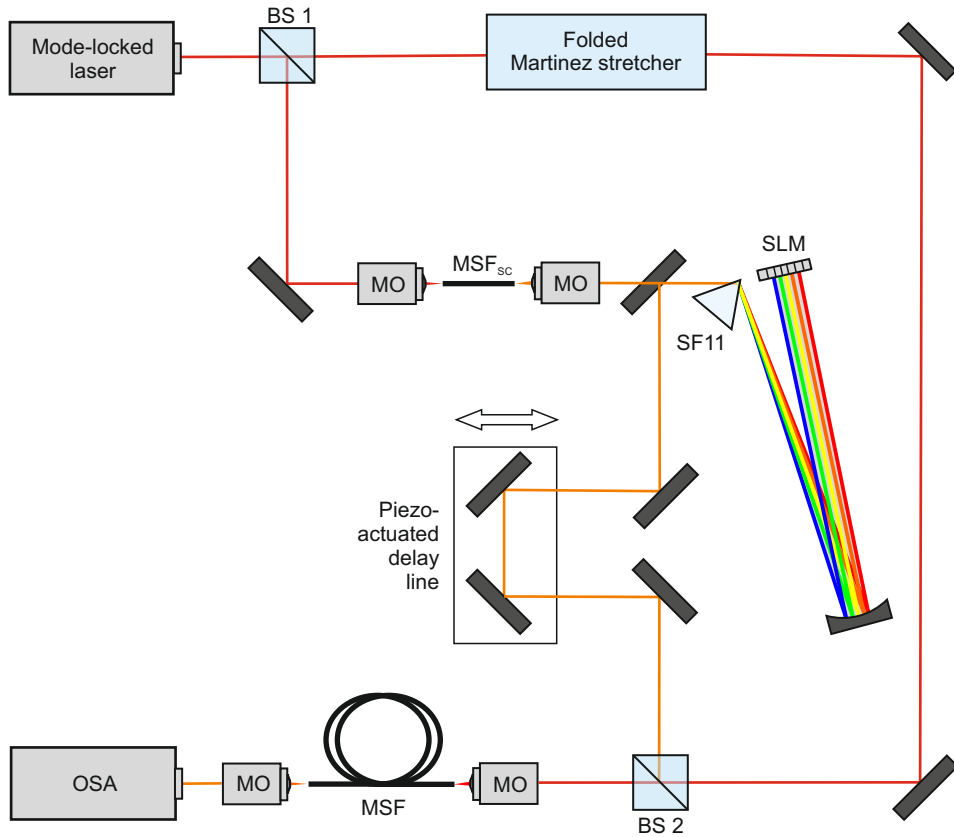 BS 1
Mode-locked
laser
Folded
Martinez stretcher
SLM
MO
MSFSC
MO
SF11
Piezo-
actuated
delay
line
OSA
MO
MSF
MO
BS 2